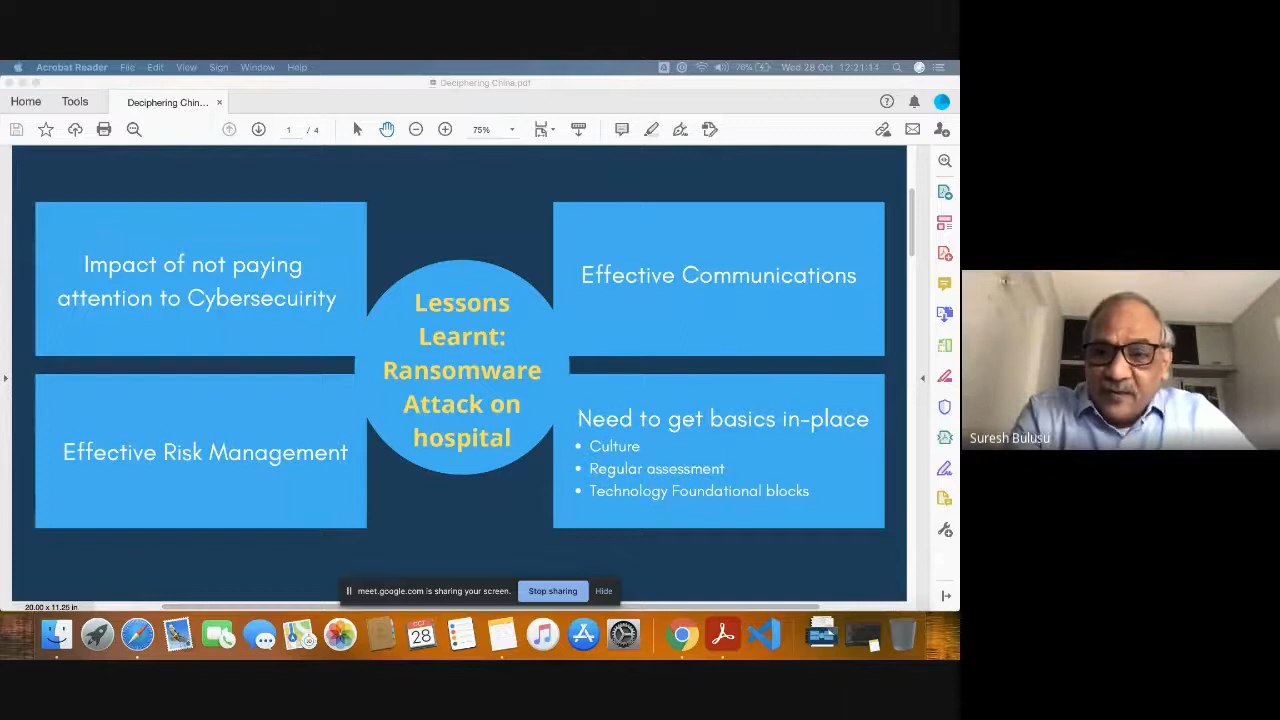 Acrobat Reader File Edit View Sign Window Help 76% Wed 28 Oct 12:21:14
Deciphering China.pdf
Home Tools Deciphering Chin... ×
1 / 4 75%
Impact of not paying
attention to Cybersecuirity
Effective Communications
Lessons
Learnt:
Ransomware
Attack on
hospital
Effective Risk Management
Need to get basics in-place
• Culture
• Regular assessment
• Technology Foundational blocks
Suresh Bulusu
meet.google.com is sharing your screen. Stop sharing Hide
20.00 x 11.25 in
OCT
28